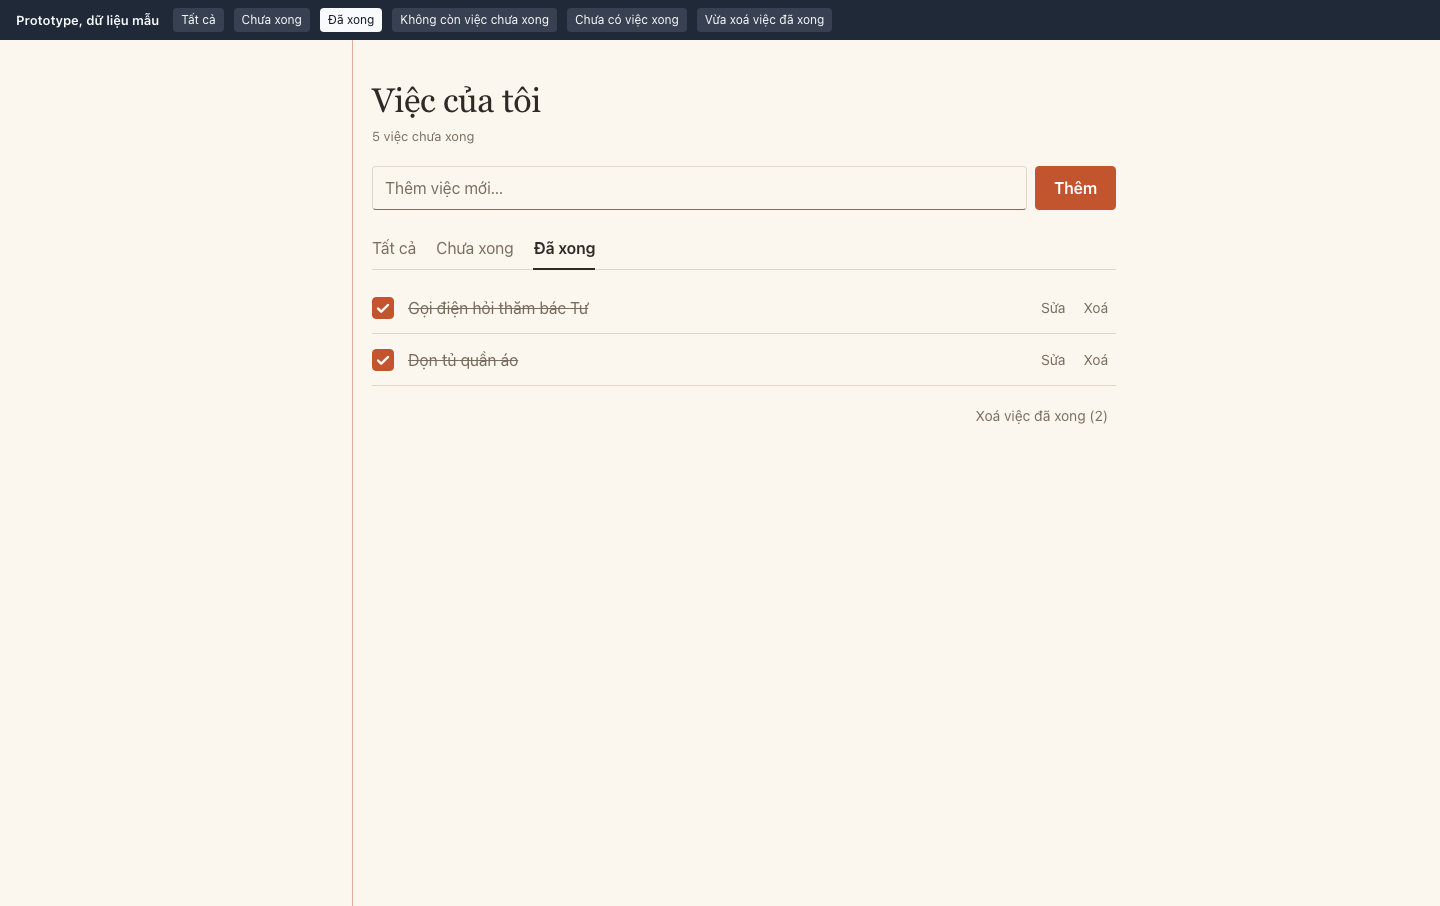 Prototype, dữ liệu mẫu Tất cả Chưa xong Đã xong Không còn việc chưa xong Chưa có việc xong Vừa xoá việc đã xong
Việc của tôi
5 việc chưa xong
Thêm việc mới... Thêm
Tất cả Chưa xong Đã xong
Gọi điện hỏi thăm bác Tư Sửa Xoá
Dọn tủ quần áo Sửa Xoá
Xoá việc đã xong (2)